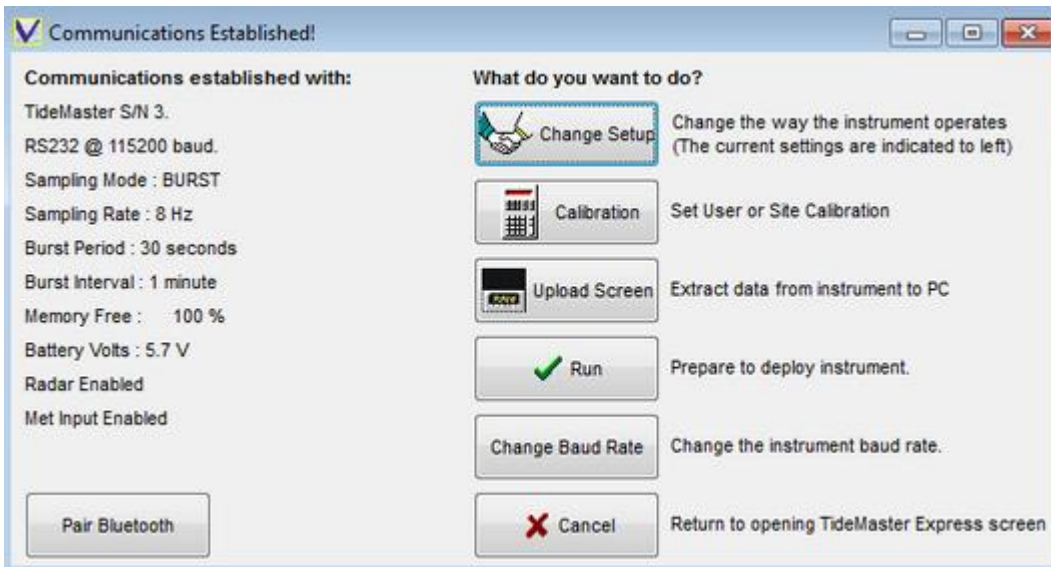 Communications Established!
Communications established with:
TideMaster S/N 3.
RS232 @ 115200 baud.
Sampling Mode : BURST
Sampling Rate : 8 Hz
Burst Period : 30 seconds
Burst Interval : 1 minute
Memory Free : 100 %
Battery Volts : 5.7 V
Radar Enabled
Met Input Enabled
Pair Bluetooth
What do you want to do?
Change Setup
Change the way the instrument operates
(The current settings are indicated to left)
Calibration
Set User or Site Calibration
Upload Screen
Extract data from instrument to PC
Run
Prepare to deploy instrument.
Change Baud Rate
Change the instrument baud rate.
Cancel
Return to opening TideMaster Express screen